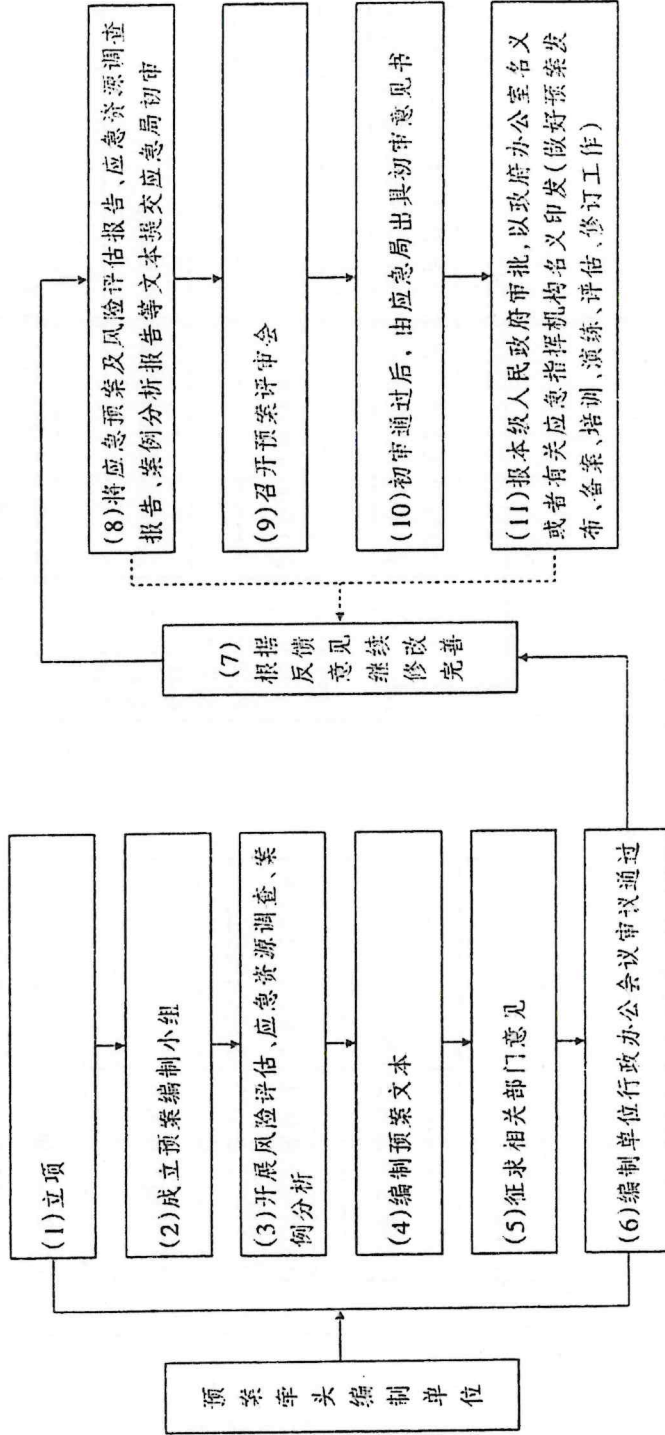 预案牵头编制单位
(1)立项
(2)成立预案编制小组
(3)开展风险评估、应急资源调查、案
例分析
(4)编制预案文本
(5)征求相关部门意见
(6)编制单位行政办公会议审议通过
(7)
根据
反馈
意见
继续
修改
完善
(8)将应急预案及风险评估报告、应急资源调查
报告、案例分析报告等文本提交应急局初审
(9)召开预案评审会
(10)初审通过后，由应急局出具初审意见书
(11)报本级人民政府审批，以政府办公室名义
或者有关应急指挥机构名义印发(做好预案发
布、备案、培训、演练、评估、修订工作)